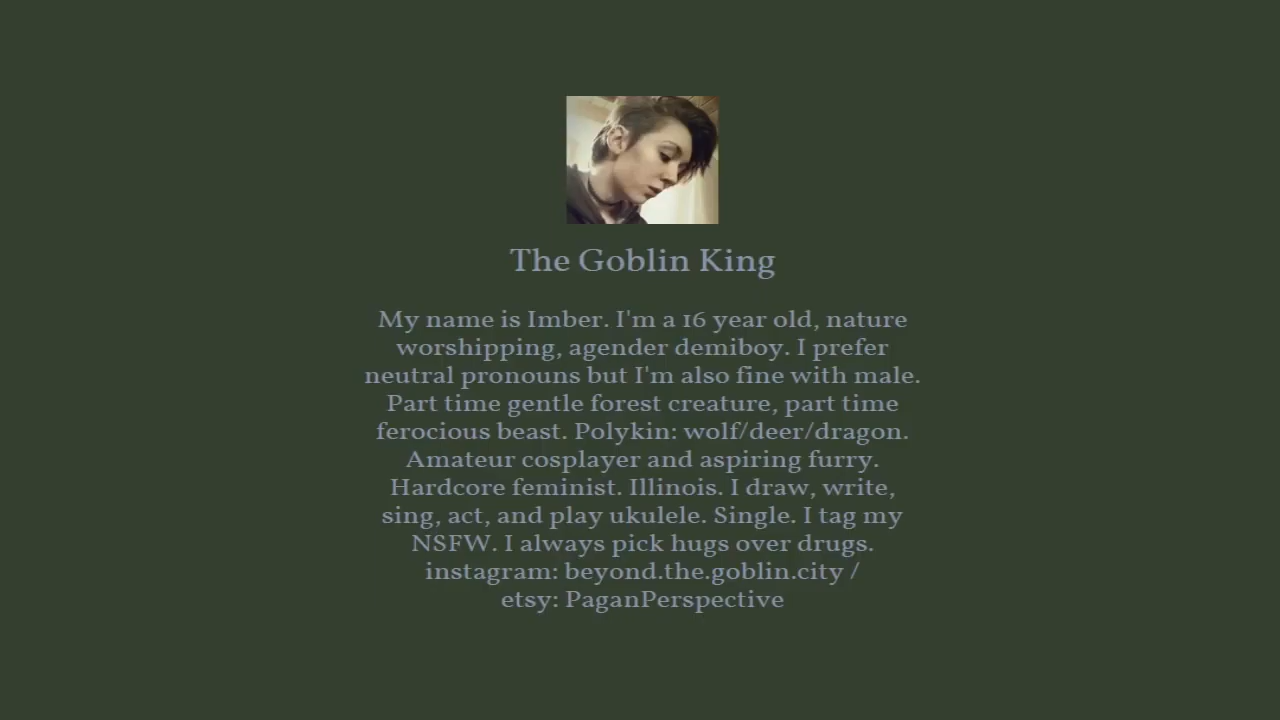 The Goblin King
My name is Imber. I'm a 16 year old, nature
worshipping, agender demiboy. I prefer
neutral pronouns but I'm also fine with male.
Part time gentle forest creature, part time
ferocious beast. Polykin: wolf/deer/dragon.
Amateur cosplayer and aspiring furry.
Hardcore feminist. Illinois. I draw, write,
sing, act, and play ukulele. Single. I tag my
NSFW. I always pick hugs over drugs.
instagram: beyond.the.goblin.city /
etsy: PaganPerspective